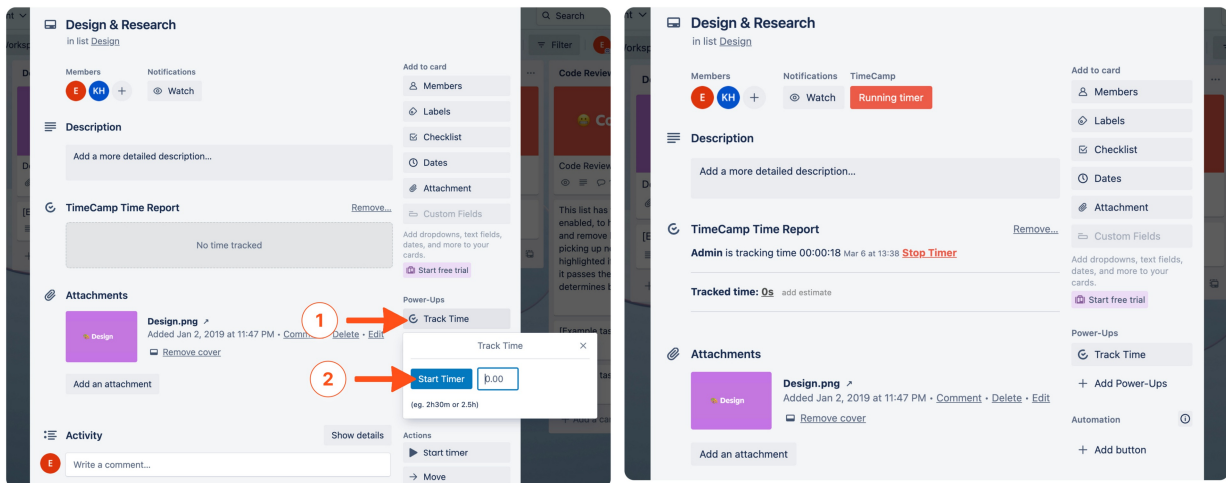 Design & Research
in list Design
Members
Notifications
E
KH
+
Watch
Description
Add a more detailed description...
TimeCamp Time Report
Remove...
No time tracked
Attachments
Design
Design.png ↗
Added Jan 2, 2019 at 11:47 PM • Delete • Edit
Remove cover
Add an attachment
Activity
Show details
E
Write a comment...
Add to card
Members
Labels
Checklist
Dates
Attachment
Custom Fields
Add dropdowns, text fields,
dates, and more to your
cards.
Start free trial
Power-Ups
1
Track Time
Track Time
×
2
Start Timer
0.00
(eg. 2h30m or 2.5h)
Actions
Start timer
→ Move
Search
Filter
...
Code Review
Code Review
This list has
enabled, to
and remove
picking up
highlighted
it passes the
determines
[Example
Design & Research
in list Design
Members
Notifications
TimeCamp
E
KH
+
Watch
Running timer
Description
Add a more detailed description...
TimeCamp Time Report
Remove...
Admin is tracking time 00:00:18 Mar 6 at 13:38 Stop Timer
Tracked time: 0s add estimate
Attachments
Design
Design.png ↗
Added Jan 2, 2019 at 11:47 PM • Comment • Delete • Edit
Remove cover
Add an attachment
Add to card
Members
Labels
Checklist
Dates
Attachment
Custom Fields
Add dropdowns, text fields,
dates, and more to your
cards.
Start free trial
Power-Ups
Track Time
+ Add Power-Ups
Automation
+ Add button